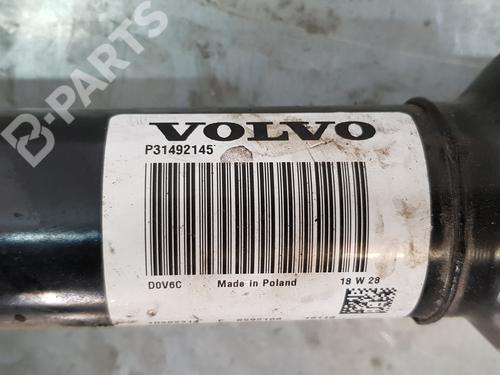 B-PARTS
VOLVO
P31492145
D0V6C Made in Poland 18 W 28